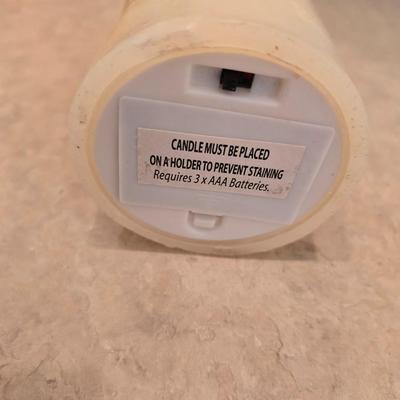 CANDLE MUST BE PLACED
ON A HOLDER TO PREVENT STAINING
Requires 3 x AAA Batteries.